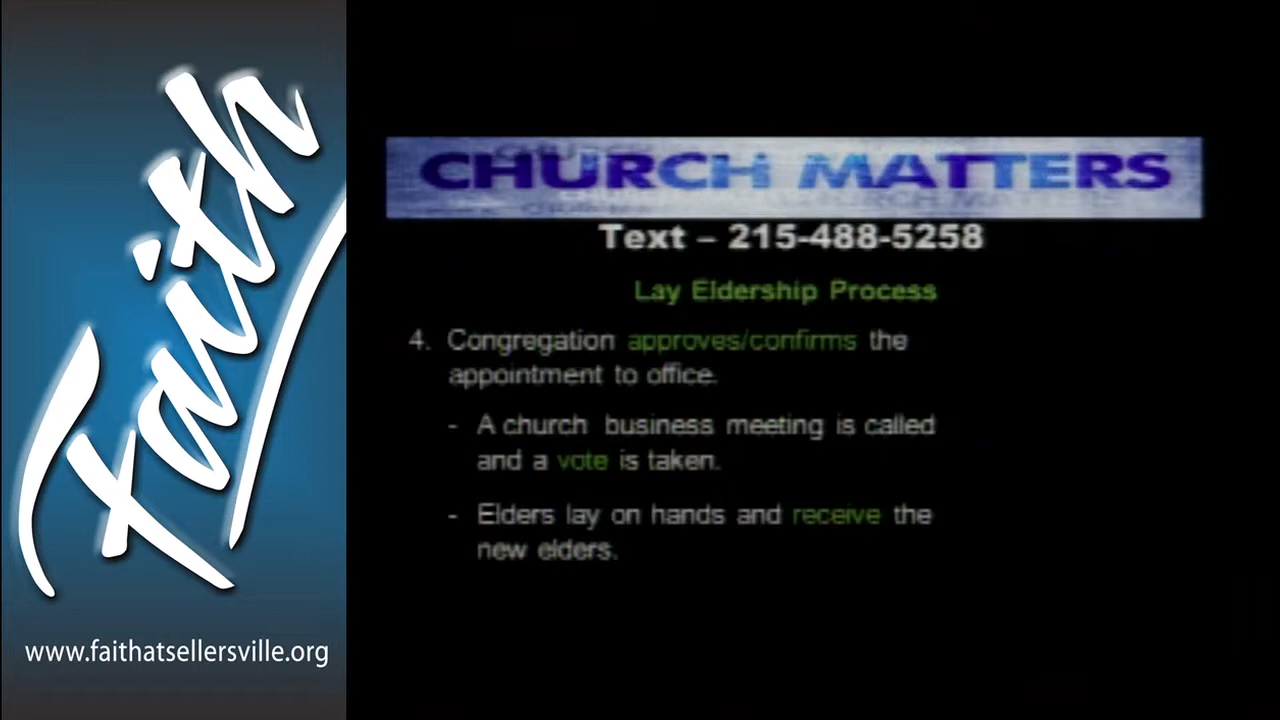 Faith
www.faithatsellersville.org
CHURCH MATTERS
Text – 215-488-5258
Lay Eldership Process
4. Congregation approves/confirms the
appointment to office.
- A church business meeting is called
and a vote is taken.
- Elders lay on hands and receive the
new elders.